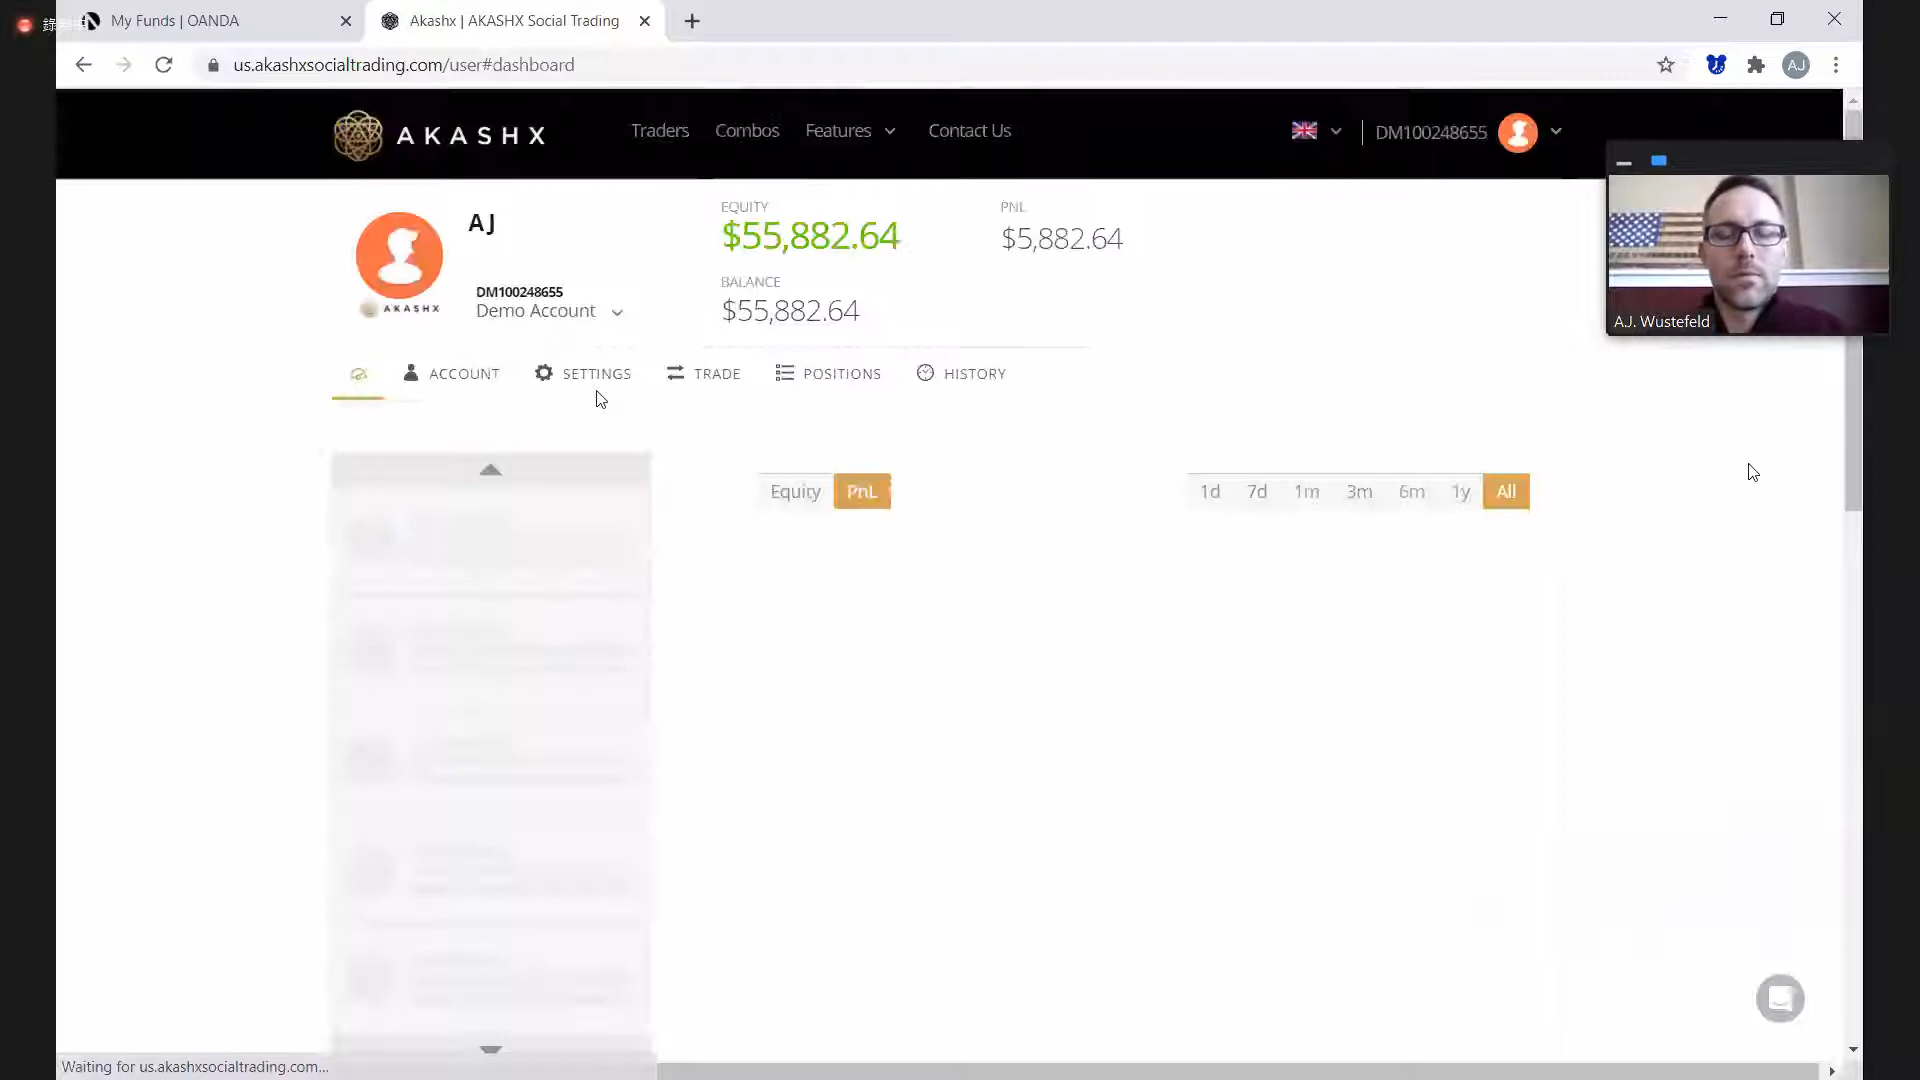 My Funds | OANDA
Akashx | AKASHX Social Trading
us.akashxsocialtrading.com/user#dashboard
AJ
AKASHX
Traders
Combos
Features
Contact Us
DM100248655
AJ
EQUITY
$55,882.64
PNL
$5,882.64
DM100248655
Demo Account
AKASHX
BALANCE
$55,882.64
A.J. Wustefeld
ACCOUNT
SETTINGS
TRADE
POSITIONS
HISTORY
Equity
PnL
1d
7d
1m
3m
6m
1y
All
Waiting for us.akashxsocialtrading.com...